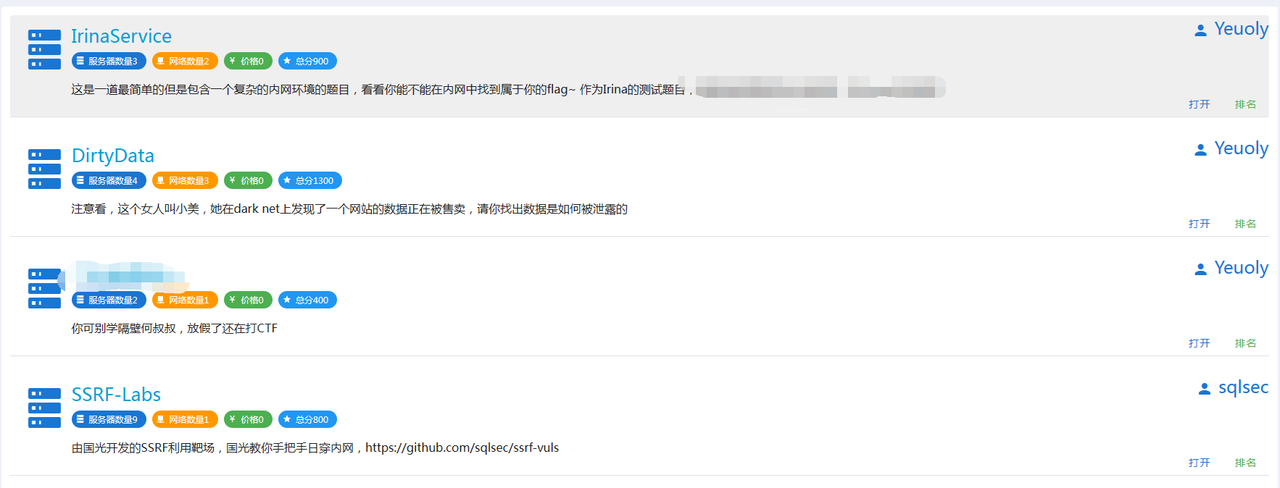 IrinaService
Yeuoly
服务器数量3 网络数量2 价格0 总分900
这是一道最简单的但是包含一个复杂的内网环境的题目，看看你能不能在内网中找到属于你的flag~ 作为Irina的测试题目，
打开 排名
DirtyData
Yeuoly
服务器数量4 网络数量3 价格0 总分1300
注意看，这个女人叫小美，她在dark net上发现了一个网站的数据正在被售卖，请你找出数据是如何被泄露的
打开 排名
Yeuoly
服务器数量2 网络数量1 价格0 总分400
你可别学隔壁何叔叔，放假了还在打CTF
打开 排名
SSRF-Labs
sqlsec
服务器数量9 网络数量1 价格0 总分800
由国光开发的SSRF利用靶场，国光教你手把手日穿内网，https://github.com/sqlsec/ssrf-vuls
打开 排名